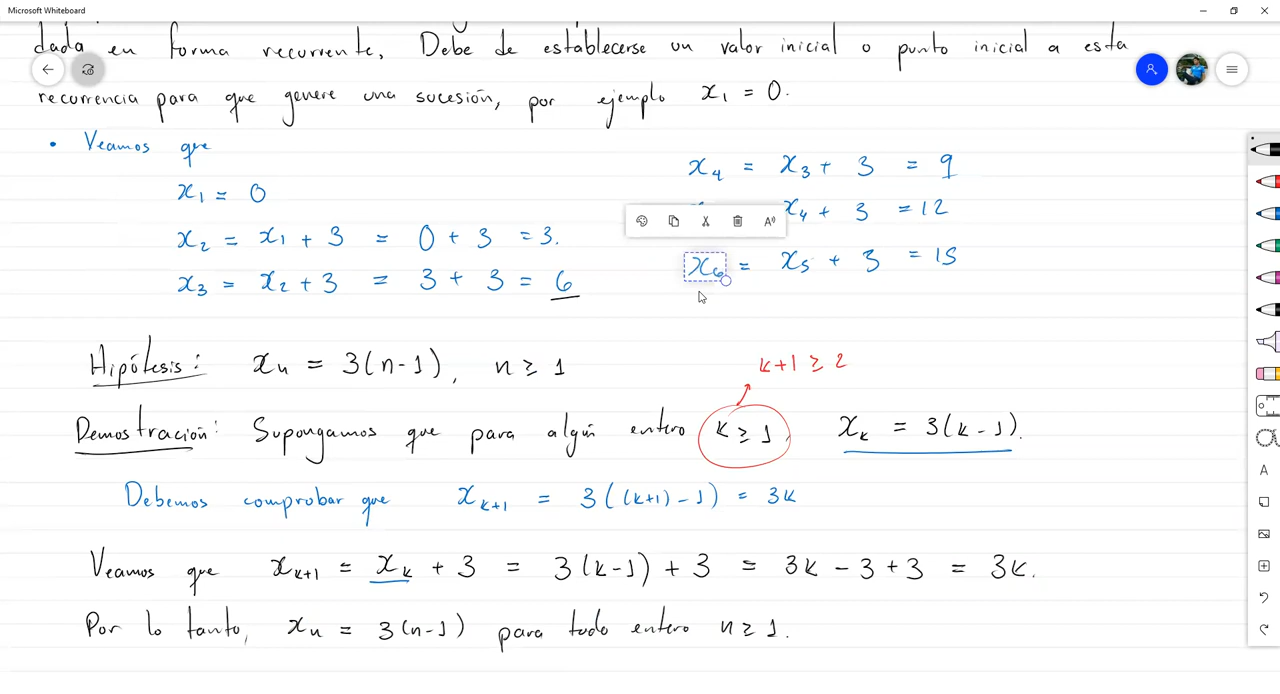 Microsoft Whiteboard
dada en forma recurrente. Debe de establecerse un valor inicial o punto inicial a esta
recurrencia para que genere una sucesión, por ejemplo x₁ = 0.
• Veamos que
x₁ = 0
x₂ = x₁ + 3 = 0 + 3 = 3.
x₃ = x₂ + 3 = 3 + 3 = 6
x₄ = x₃ + 3 = 9
x₄ + 3 = 12
x₆ = x₅ + 3 = 15
Hipótesis: xₙ = 3(n-1), n ≥ 1
k+1 ≥ 2
Demostración: Supongamos que para algún entero k ≥ 1, xₖ = 3(k-1).
Debemos comprobar que xₖ₊₁ = 3((k+1)-1) = 3k
Veamos que xₖ₊₁ = xₖ + 3 = 3(k-1) + 3 = 3k - 3 + 3 = 3k.
Por lo tanto, xₙ = 3(n-1) para todo entero n ≥ 1.